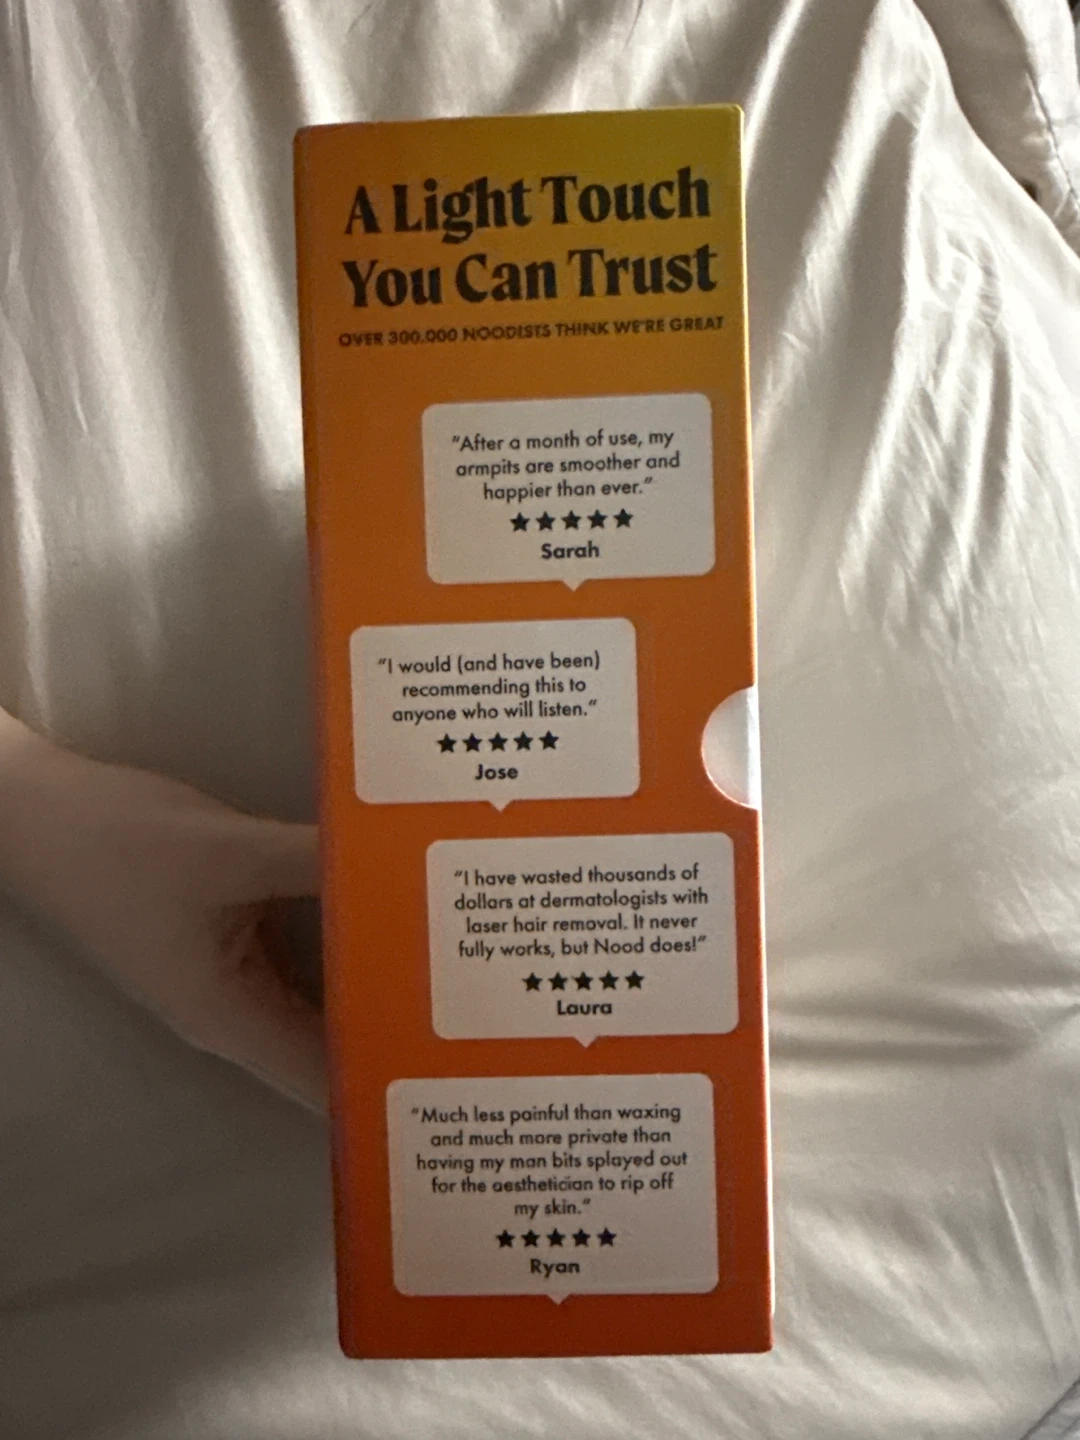 A Light Touch
You Can Trust
OVER 300,000 NOODISTS THINK WE'RE GREAT
"After a month of use, my
armpits are smoother and
happier than ever."
★★★★★
Sarah
"I would (and have been)
recommending this to
anyone who will listen."
★★★★★
Jose
"I have wasted thousands of
dollars at dermatologists with
laser hair removal. It never
fully works, but Nood does!"
★★★★★
Laura
"Much less painful than waxing
and much more private than
having my man bits splayed out
for the aesthetician to rip off
my skin."
★★★★★
Ryan